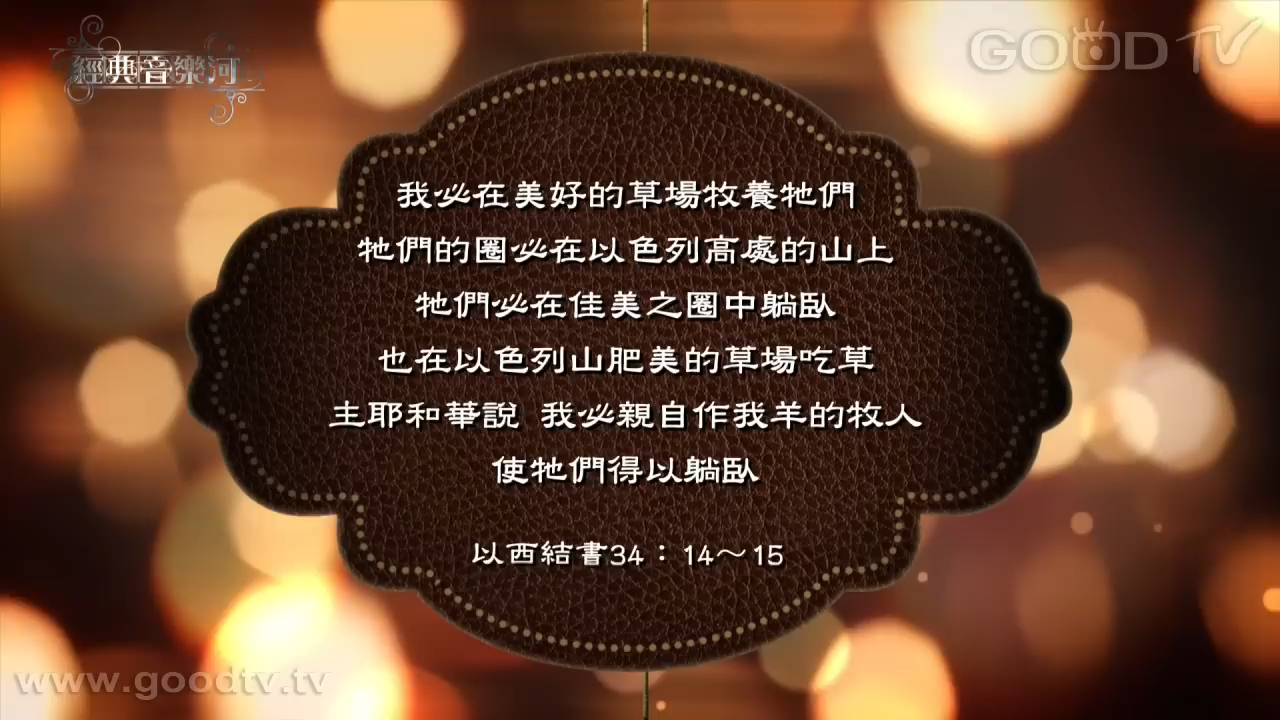 經典音樂河
GOOD TV
我必在美好的草場牧養牠們
牠們的圈必在以色列高處的山上
牠們必在佳美之圈中躺臥
也在以色列山肥美的草場吃草
主耶和華說 我必親自作我羊的牧人
使牠們得以躺臥
以西結書34：14～15
www.goodtv.tv